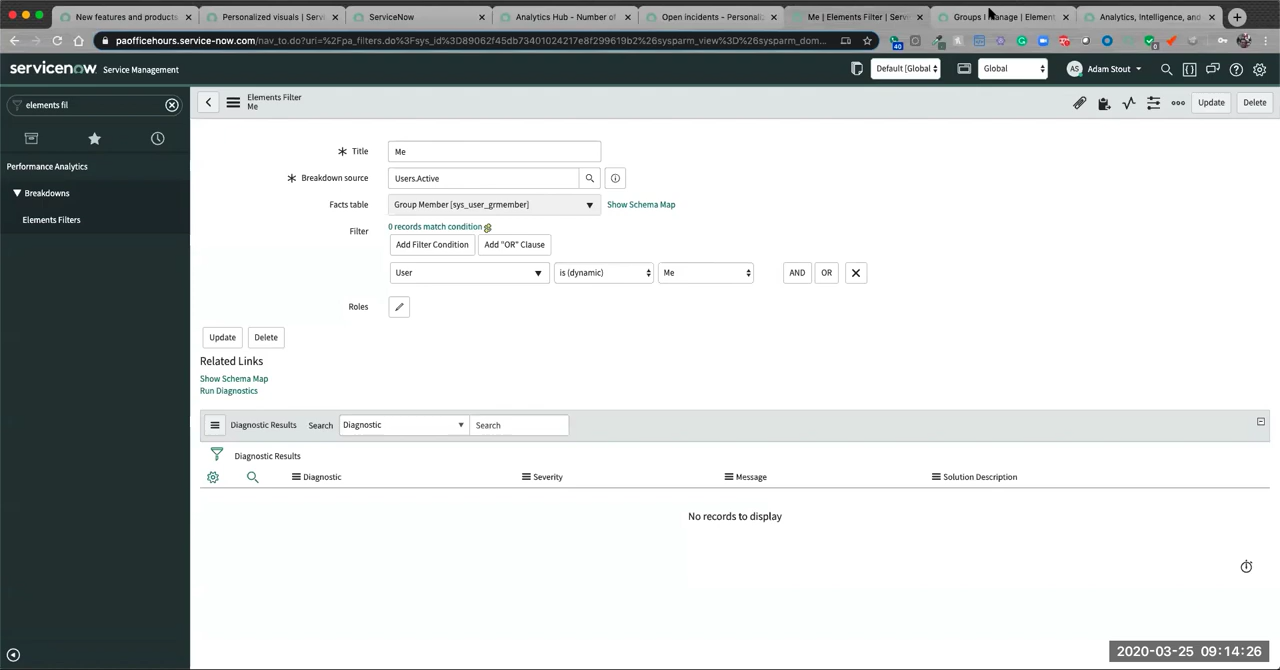 New features and products
Personalized visuals | Servi
ServiceNow
Analytics Hub - Number of
Open incidents - Personaliz
Me | Elements Filter | Servic
Groups I Manage | Element
Analytics, Intelligence, and
paofficehours.service-now.com/nav_to.do?uri=%2Fpa_filters.do%3Fsys_id%3D89062f45db73401024217e8f299619b2%26sysparm_view%3D%26sysparm_dom...
servicenow Service Management
Default [Global
Global
AS Adam Stout
elements fil
Elements Filter
Me
Update
Delete
Performance Analytics
Breakdowns
Elements Filters
Title
Me
Breakdown source
Users.Active
Facts table
Group Member [sys_user_grmember]
Show Schema Map
Filter
0 records match condition
Add Filter Condition
Add "OR" Clause
User
is (dynamic)
Me
AND
OR
Roles
Update
Delete
Related Links
Show Schema Map
Run Diagnostics
Diagnostic Results
Search
Diagnostic
Search
Diagnostic Results
Diagnostic
Severity
Message
Solution Description
No records to display
2020-03-25 09:14:26